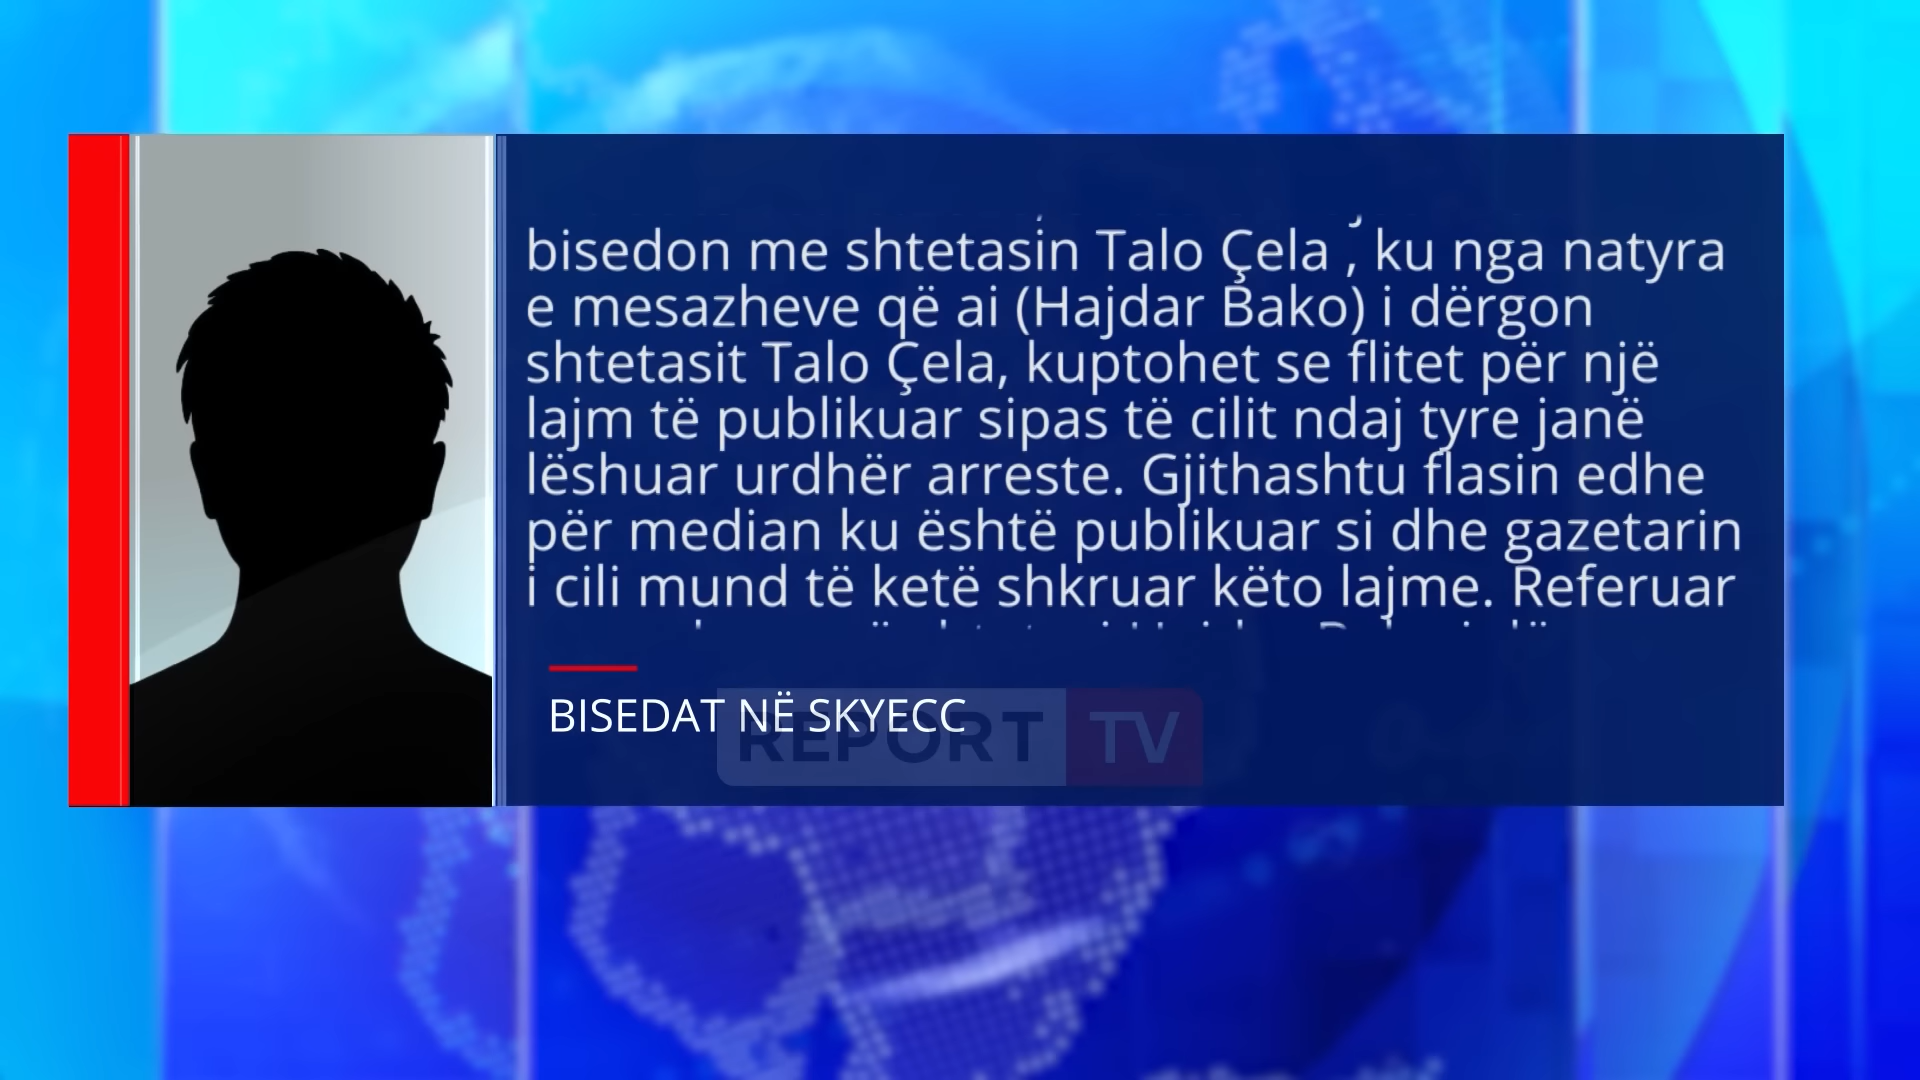 bisedon me shtetasin Talo Çela , ku nga natyra
e mesazheve që ai (Hajdar Bako) i dërgon
shtetasit Talo Çela, kuptohet se flitet për një
lajm të publikuar sipas të cilit ndaj tyre janë
lëshuar urdhër arreste. Gjithashtu flasin edhe
për median ku është publikuar si dhe gazetarin
i cili mund të ketë shkruar këto lajme. Referuar
BISEDAT NË SKYECC
REPORT TV